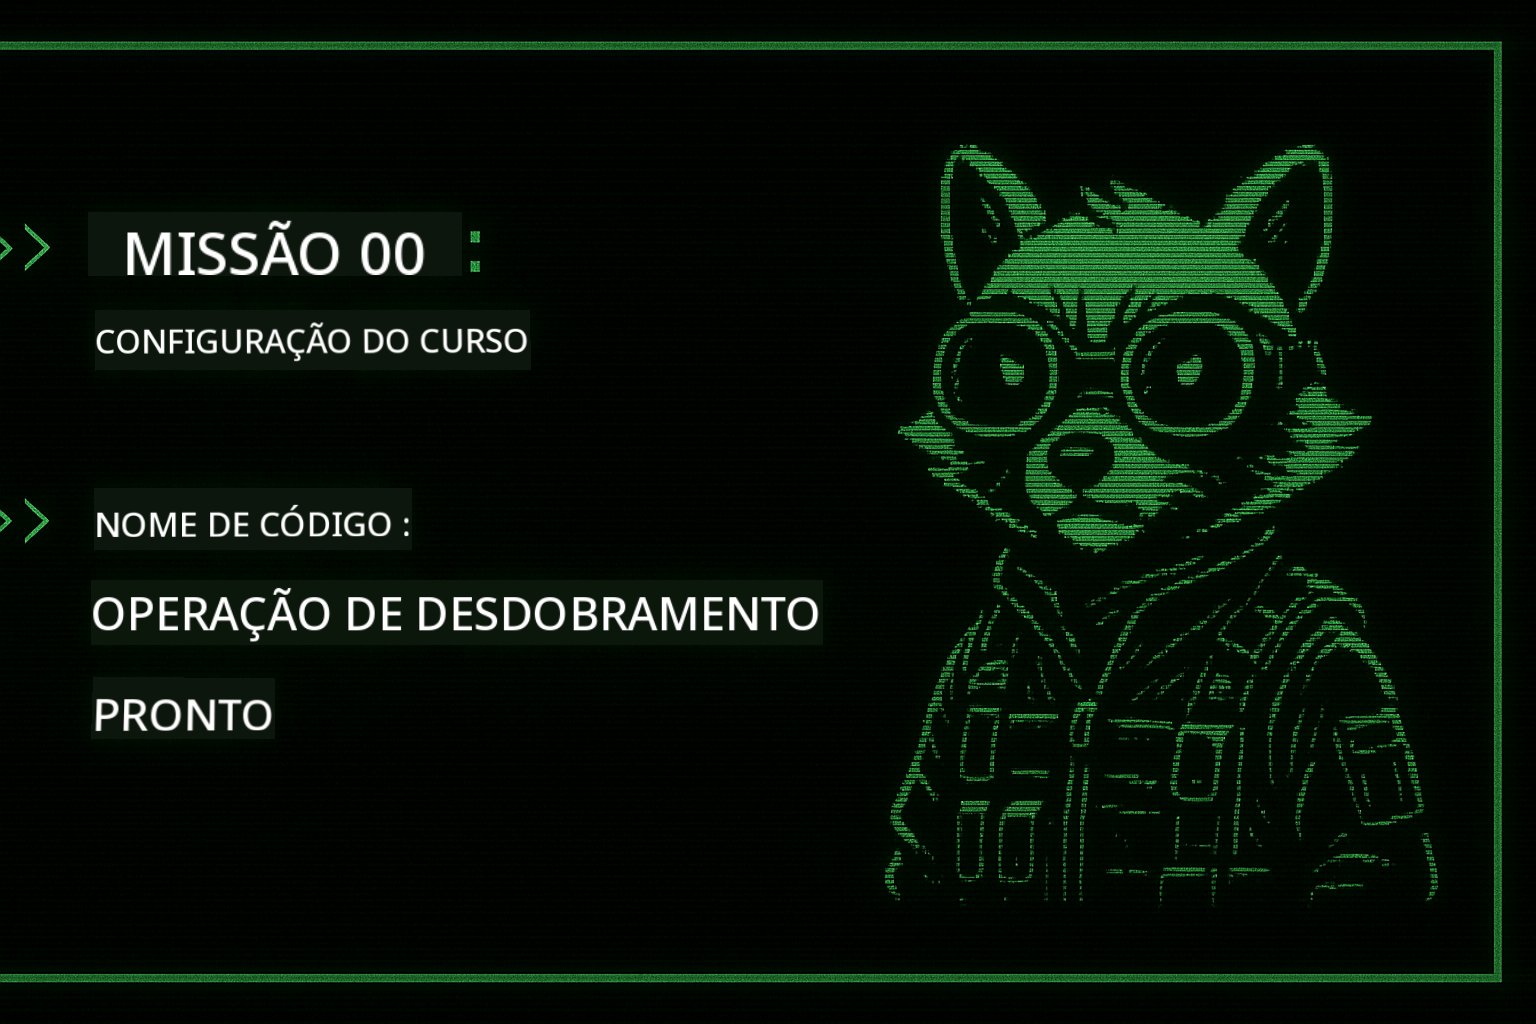 >> MISSÃO 00 :
CONFIGURAÇÃO DO CURSO
>> NOME DE CÓDIGO :
OPERAÇÃO DE DESDOBRAMENTO
PRONTO